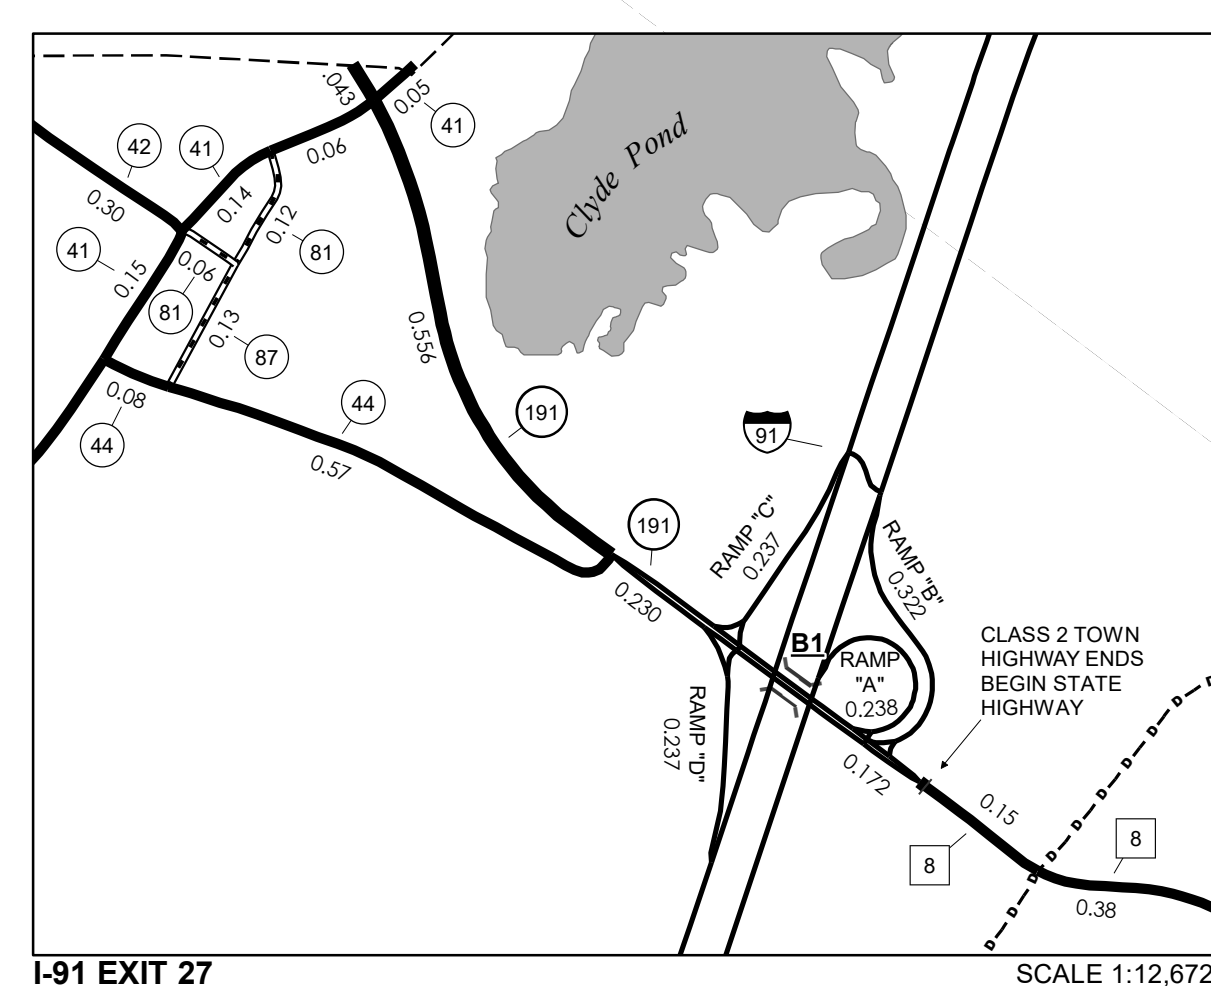 .043
0.05
41
42
41
0.06
0.30
0.14
0.12
81
41
0.15
0.06
81
0.13
87
0.08
44
44
0.57
0.556
191
Clyde Pond
91
191
0.230
RAMP "C"
0.237
RAMP "B"
0.322
B1
RAMP
"A"
0.238
RAMP "D"
0.237
0.172
CLASS 2 TOWN
HIGHWAY ENDS
BEGIN STATE
HIGHWAY
0.15
8
8
0.38
D
D
D
D
D
D
D
D
D
D
I-91 EXIT 27
SCALE 1:12,672